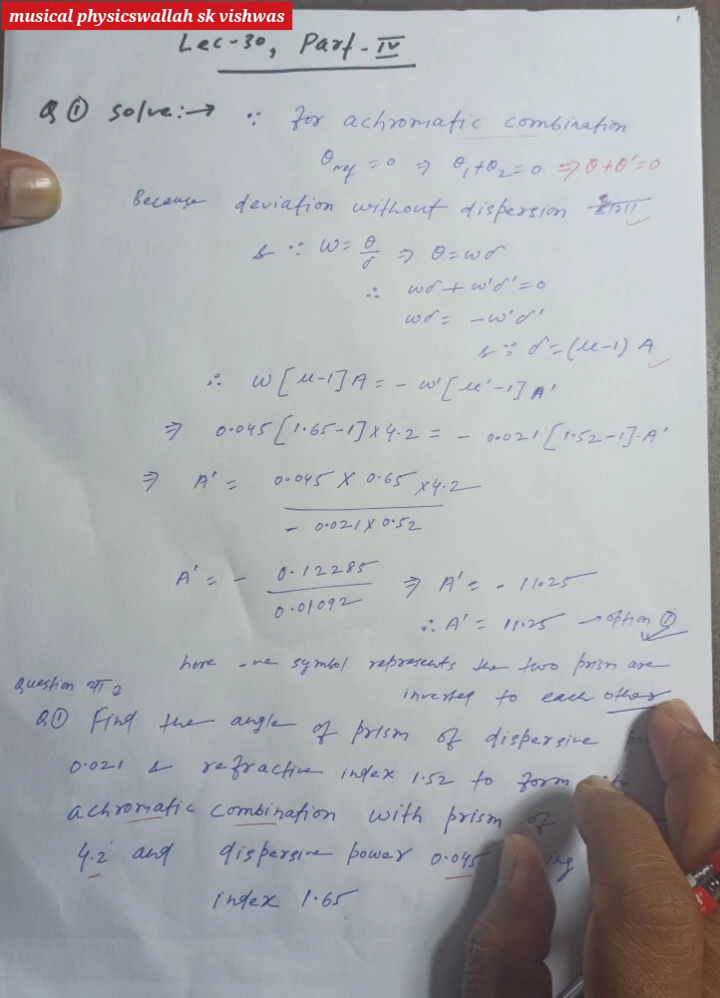 musical physicswallah sk vishwas
Lec-30, Part-IV
Q① solve:→ ∵ for achromatic combination
θnef = 0 ⇒ θ₁+θ₂=0 ⇒ θ+θ'=0
Because deviation without dispersion
& ∵ ω = θ/δ ⇒ θ = ωδ
∴ ωδ + ω'δ' = 0
ωδ = -ω'δ'
& ∵ δ = (μ-1) A
∴ ω[μ-1]A = - ω'[μ'-1]A'
⇒ 0.045[1.65-1]×4.2 = - 0.021[1.52-1].A'
⇒ A' = 0.045 × 0.65 ×4.2 / - 0.021×0.52
A' = - 0.12285 / 0.01092 ⇒ A' = - 11.25
∴ A' = 11.25 → option ①
here -ve symbol represents the two prism are
inverted to each other
Question या 2
Q① Find the angle of prism of dispersive
0.021 & refractive index 1.52 to form
achromatic combination with prism of
4.2 and dispersive power 0.045
index 1.65